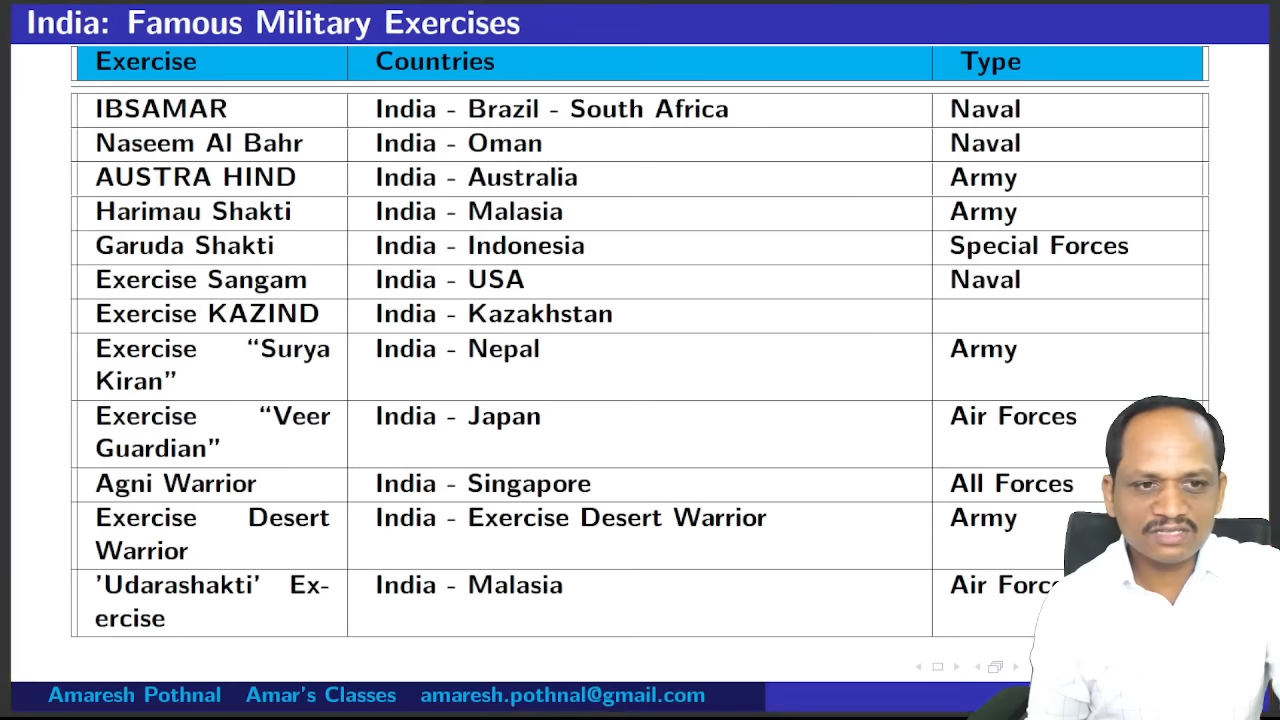 India: Famous Military Exercises
Exercise Countries Type
IBSAMAR India - Brazil - South Africa Naval
Naseem Al Bahr India - Oman Naval
AUSTRA HIND India - Australia Army
Harimau Shakti India - Malasia Army
Garuda Shakti India - Indonesia Special Forces
Exercise Sangam India - USA Naval
Exercise KAZIND India - Kazakhstan
Exercise “Surya India - Nepal Army
Kiran”
Exercise “Veer India - Japan Air Forces
Guardian”
Agni Warrior India - Singapore All Forces
Exercise Desert India - Exercise Desert Warrior Army
Warrior
’Udarashakti’ Ex- India - Malasia Air
ercise
Amaresh Pothnal Amar's Classes amaresh.pothnal@gmail.com